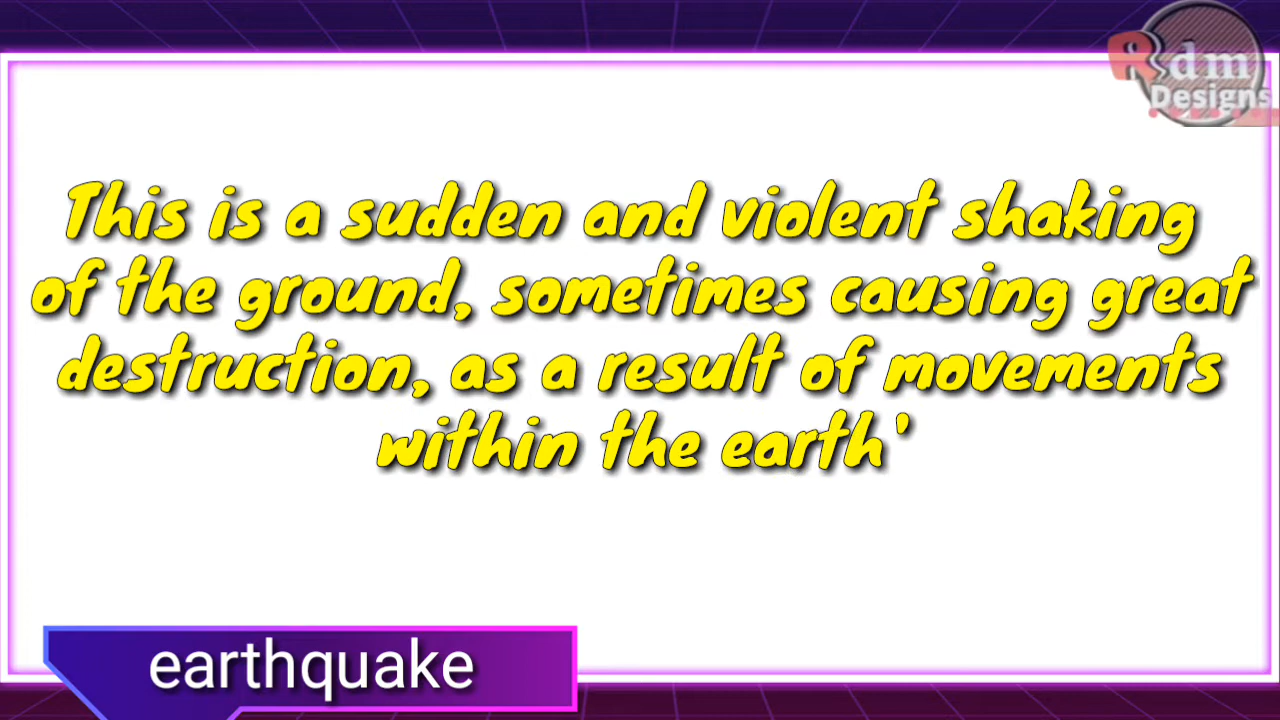 Rdm
Designs
This is a sudden and violent shaking
of the ground, sometimes causing great
destruction, as a result of movements
within the earth'
earthquake